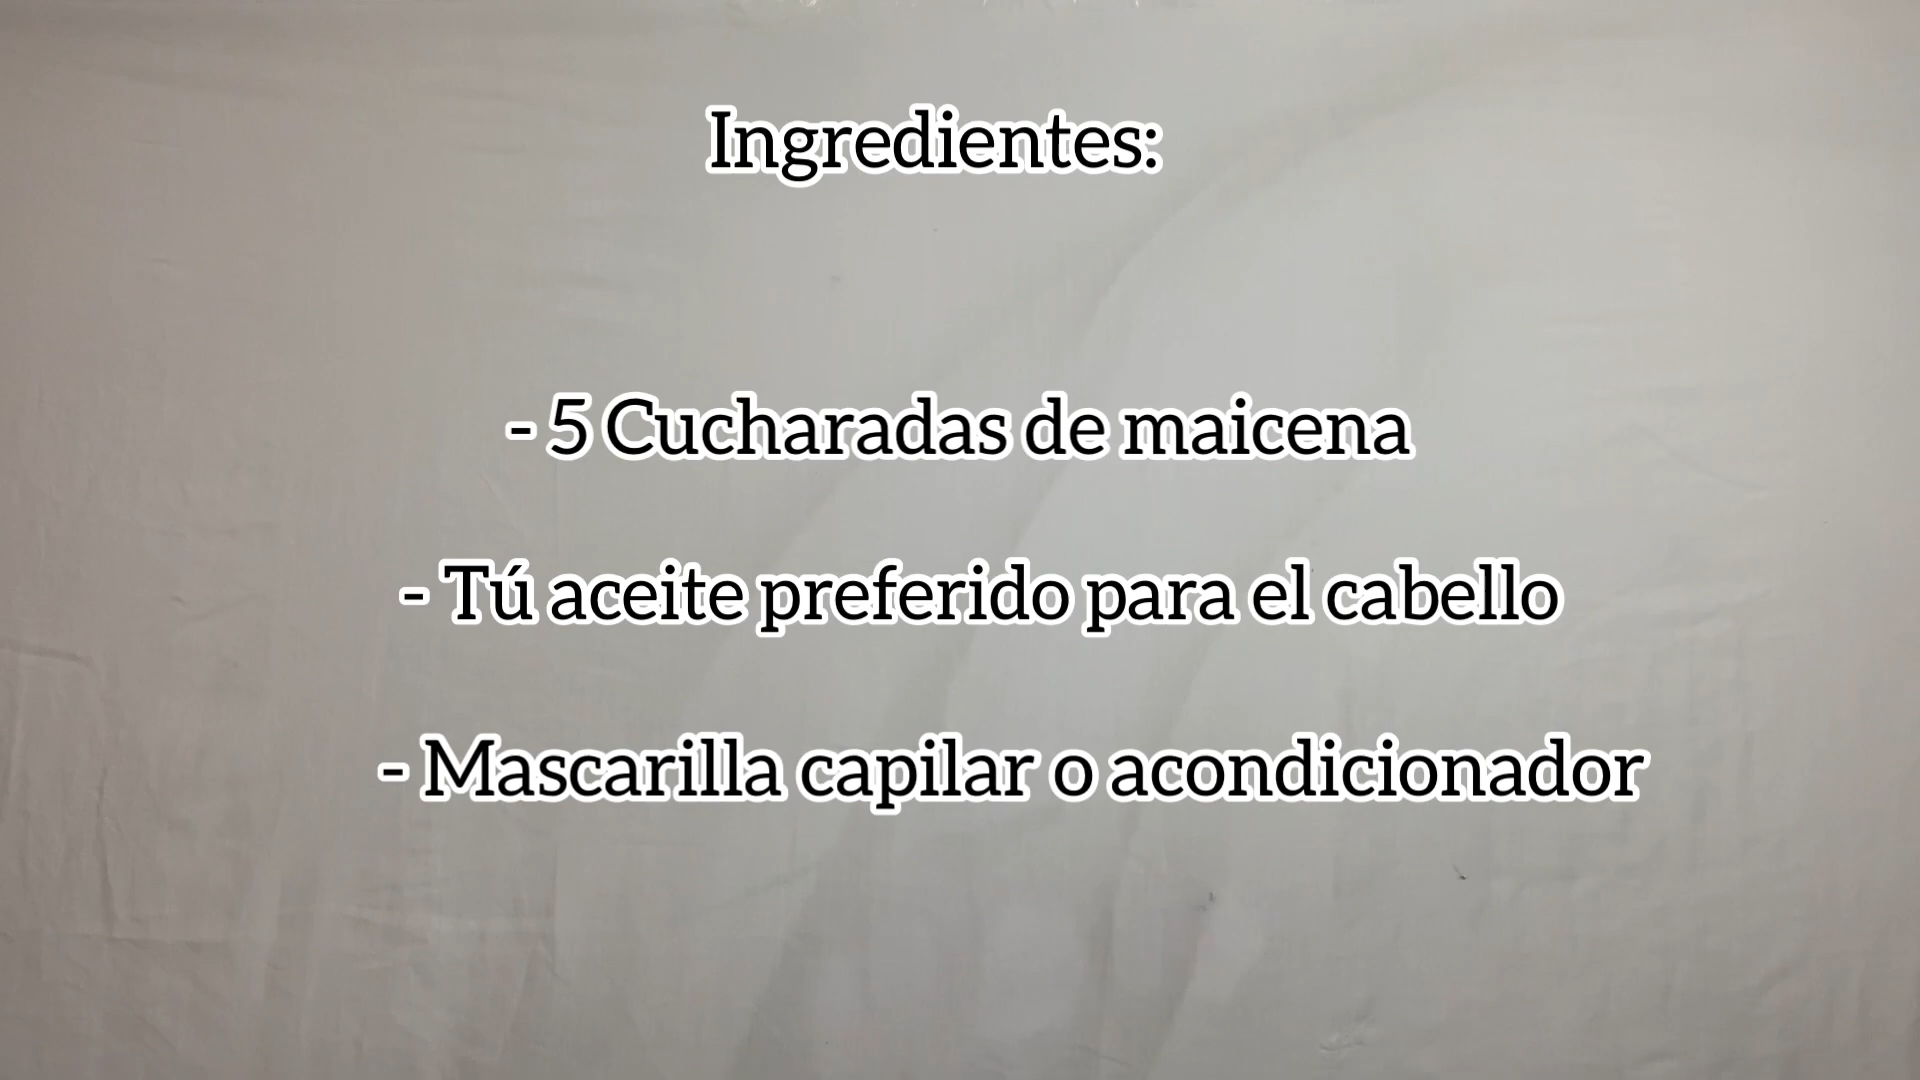 Ingredientes:
- 5 Cucharadas de maicena
- Tú aceite preferido para el cabello
- Mascarilla capilar o acondicionador